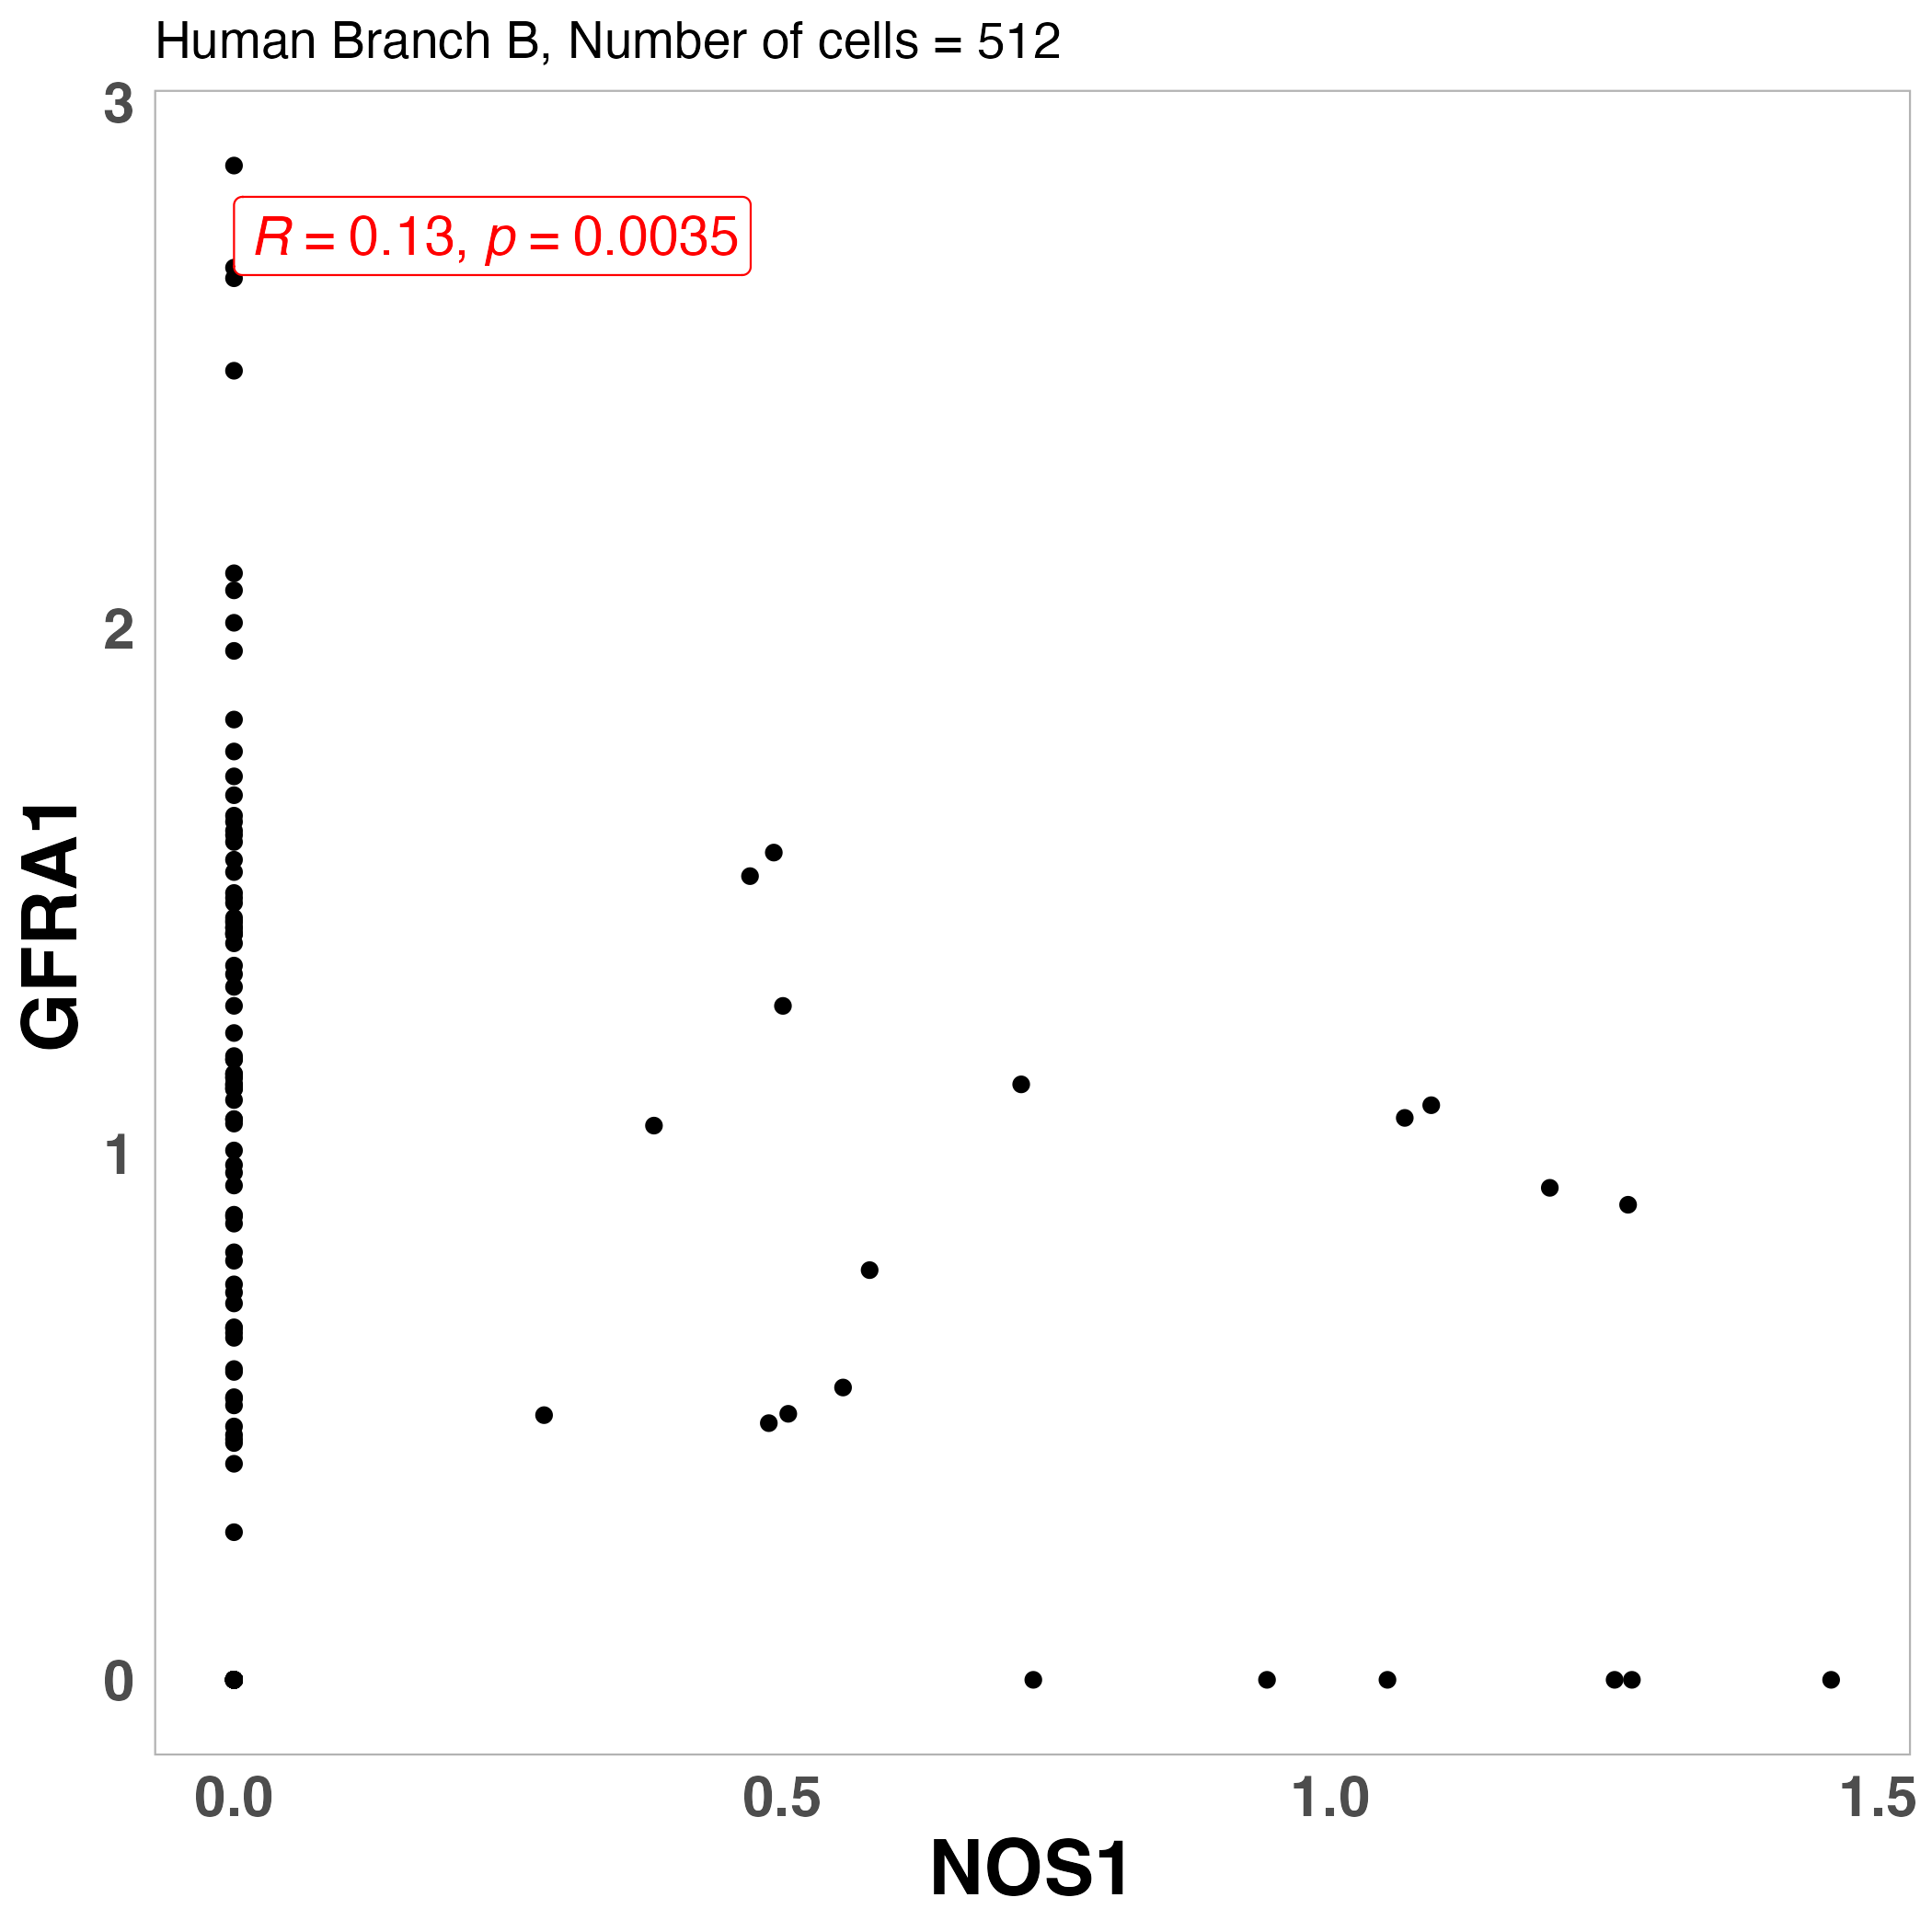 Human Branch B, Number of cells = 512
3
R = 0.13, p = 0.0035
2
GFRA1
1
0
0.0 0.5 1.0 1.5
NOS1